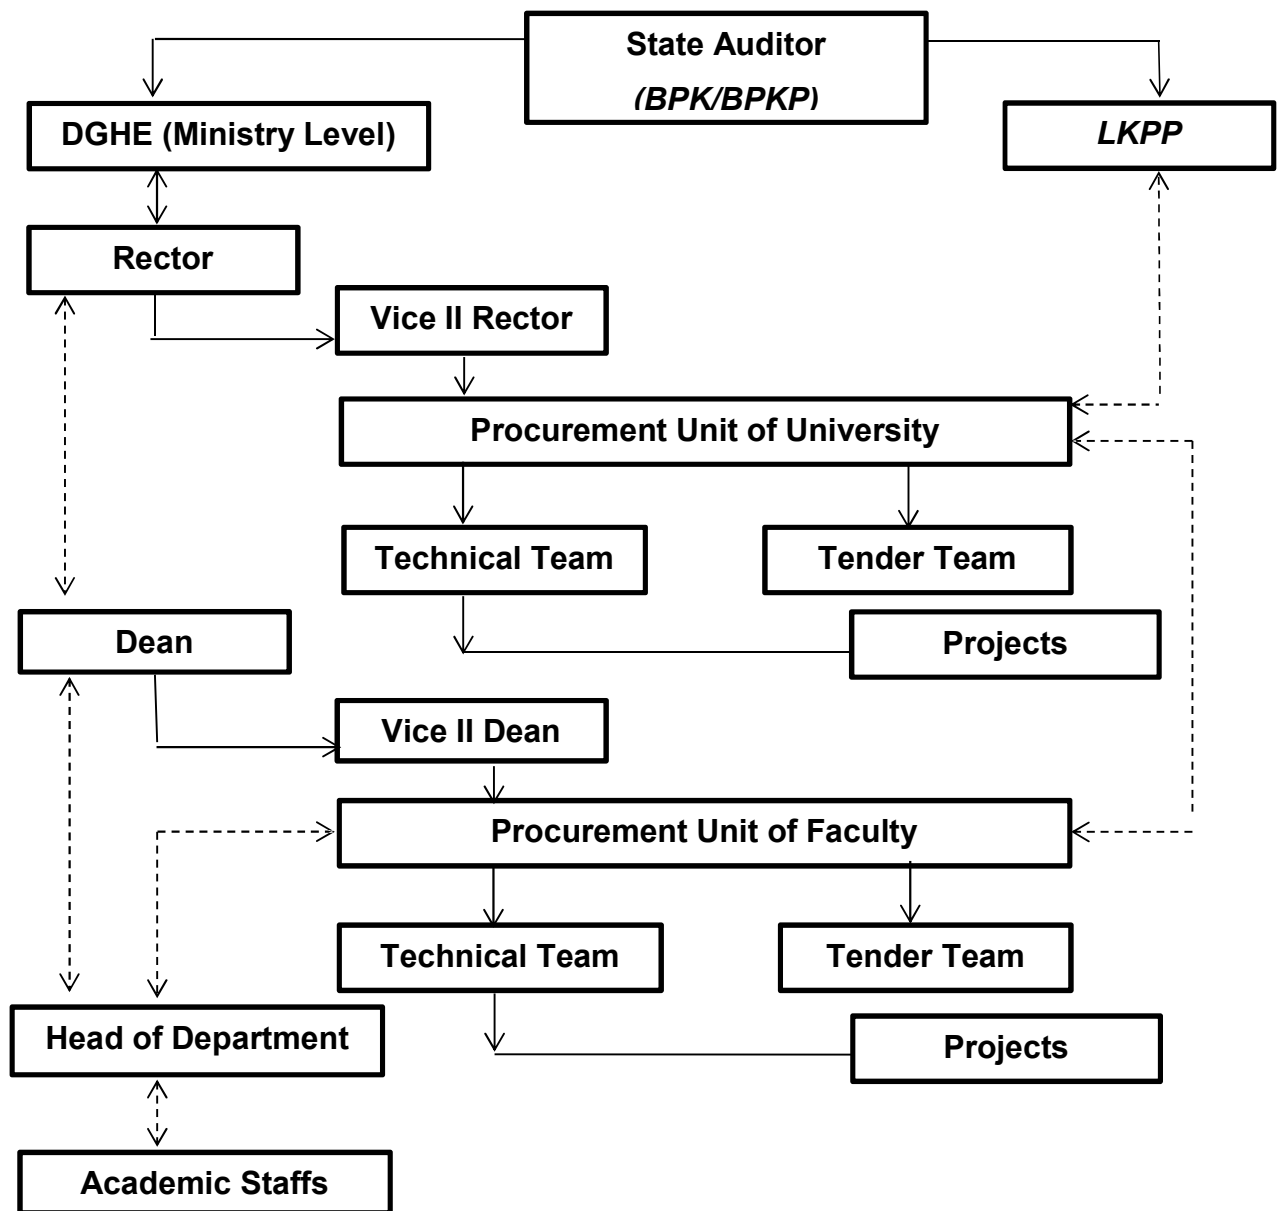 State Auditor
(BPK/BPKP)
DGHE (Ministry Level)
LKPP
Rector
Vice II Rector
Procurement Unit of University
Technical Team
Tender Team
Dean
Projects
Vice II Dean
Procurement Unit of Faculty
Technical Team
Tender Team
Head of Department
Projects
Academic Staffs